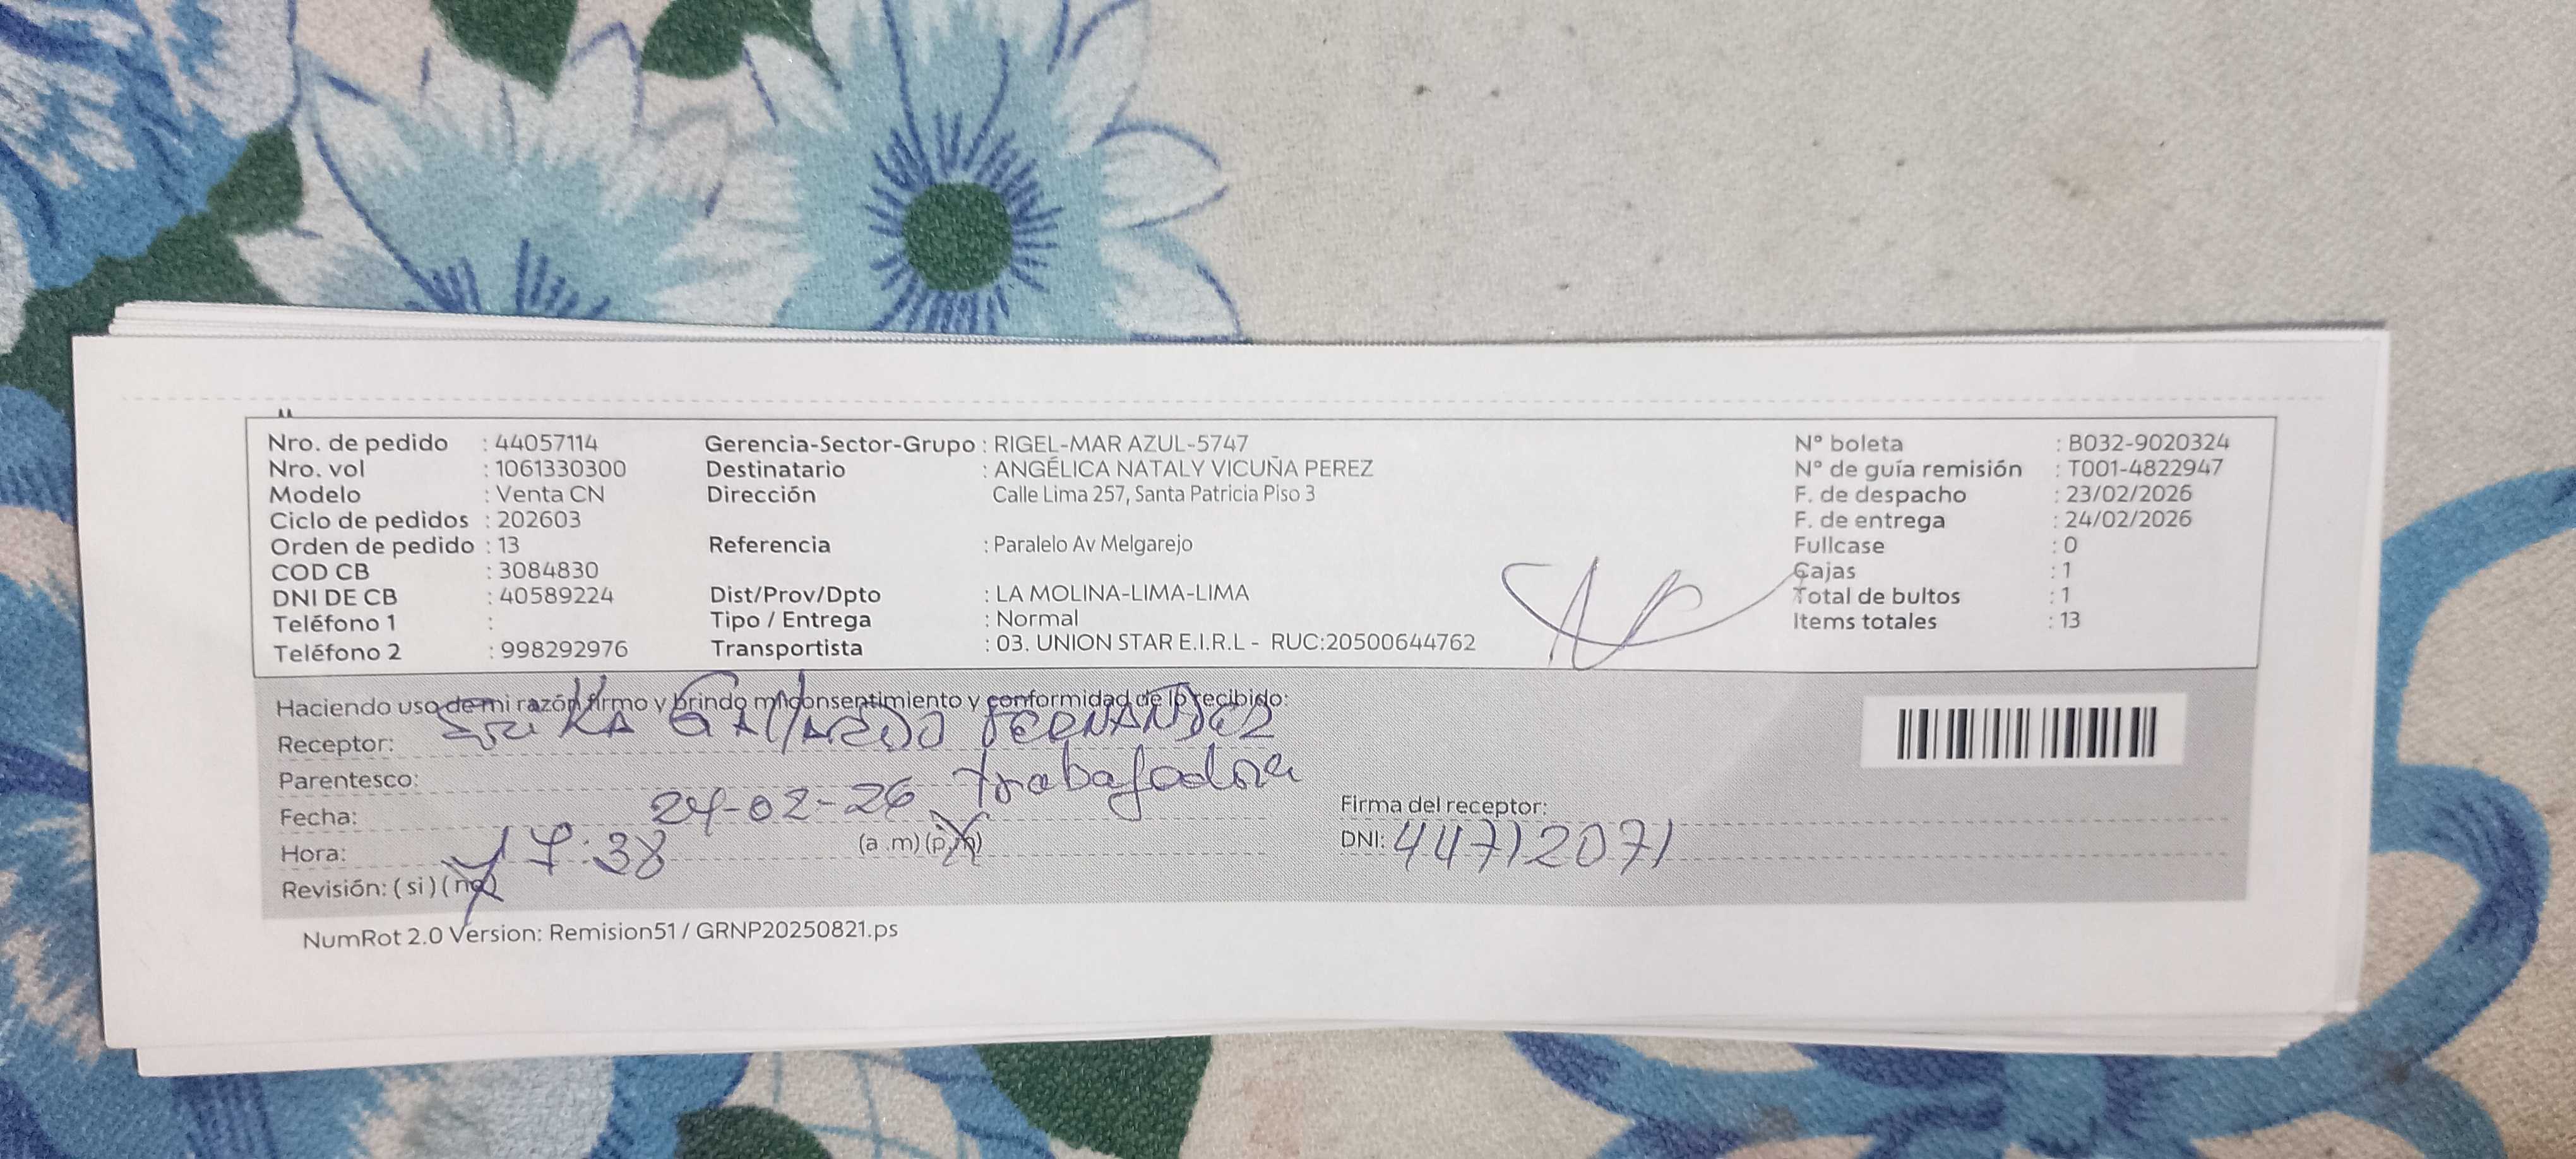 Nro. de pedido : 44057114
Nro. vol : 1061330300
Modelo : Venta CN
Ciclo de pedidos : 202603
Orden de pedido : 13
COD CB : 3084830
DNI DE CB : 40589224
Teléfono 1 :
Teléfono 2 : 998292976
Gerencia-Sector-Grupo : RIGEL-MAR AZUL-5747
Destinatario : ANGÉLICA NATALY VICUÑA PEREZ
Dirección Calle Lima 257, Santa Patricia Piso 3
Referencia : Paralelo Av Melgarejo
Dist/Prov/Dpto : LA MOLINA-LIMA-LIMA
Tipo / Entrega : Normal
Transportista : 03. UNION STAR E.I.R.L - RUC:20500644762
N° boleta : B032-9020324
N° de guía remisión : T001-4822947
F. de despacho : 23/02/2026
F. de entrega : 24/02/2026
Fullcase : 0
Cajas : 1
Total de bultos : 1
Items totales : 13
Haciendo uso de mi razón firmo y brindo mi consentimiento y conformidad de lo recibido:
Receptor: ERIKA GALLARDO FERNANDEZ
Parentesco: trabajadora
Fecha: 24-02-26
Hora: 17:38 (a .m) (p.m)
Revisión: ( si ) ( no )
Firma del receptor:
DNI: 44712071
NumRot 2.0 Version: Remision51 / GRNP20250821.ps